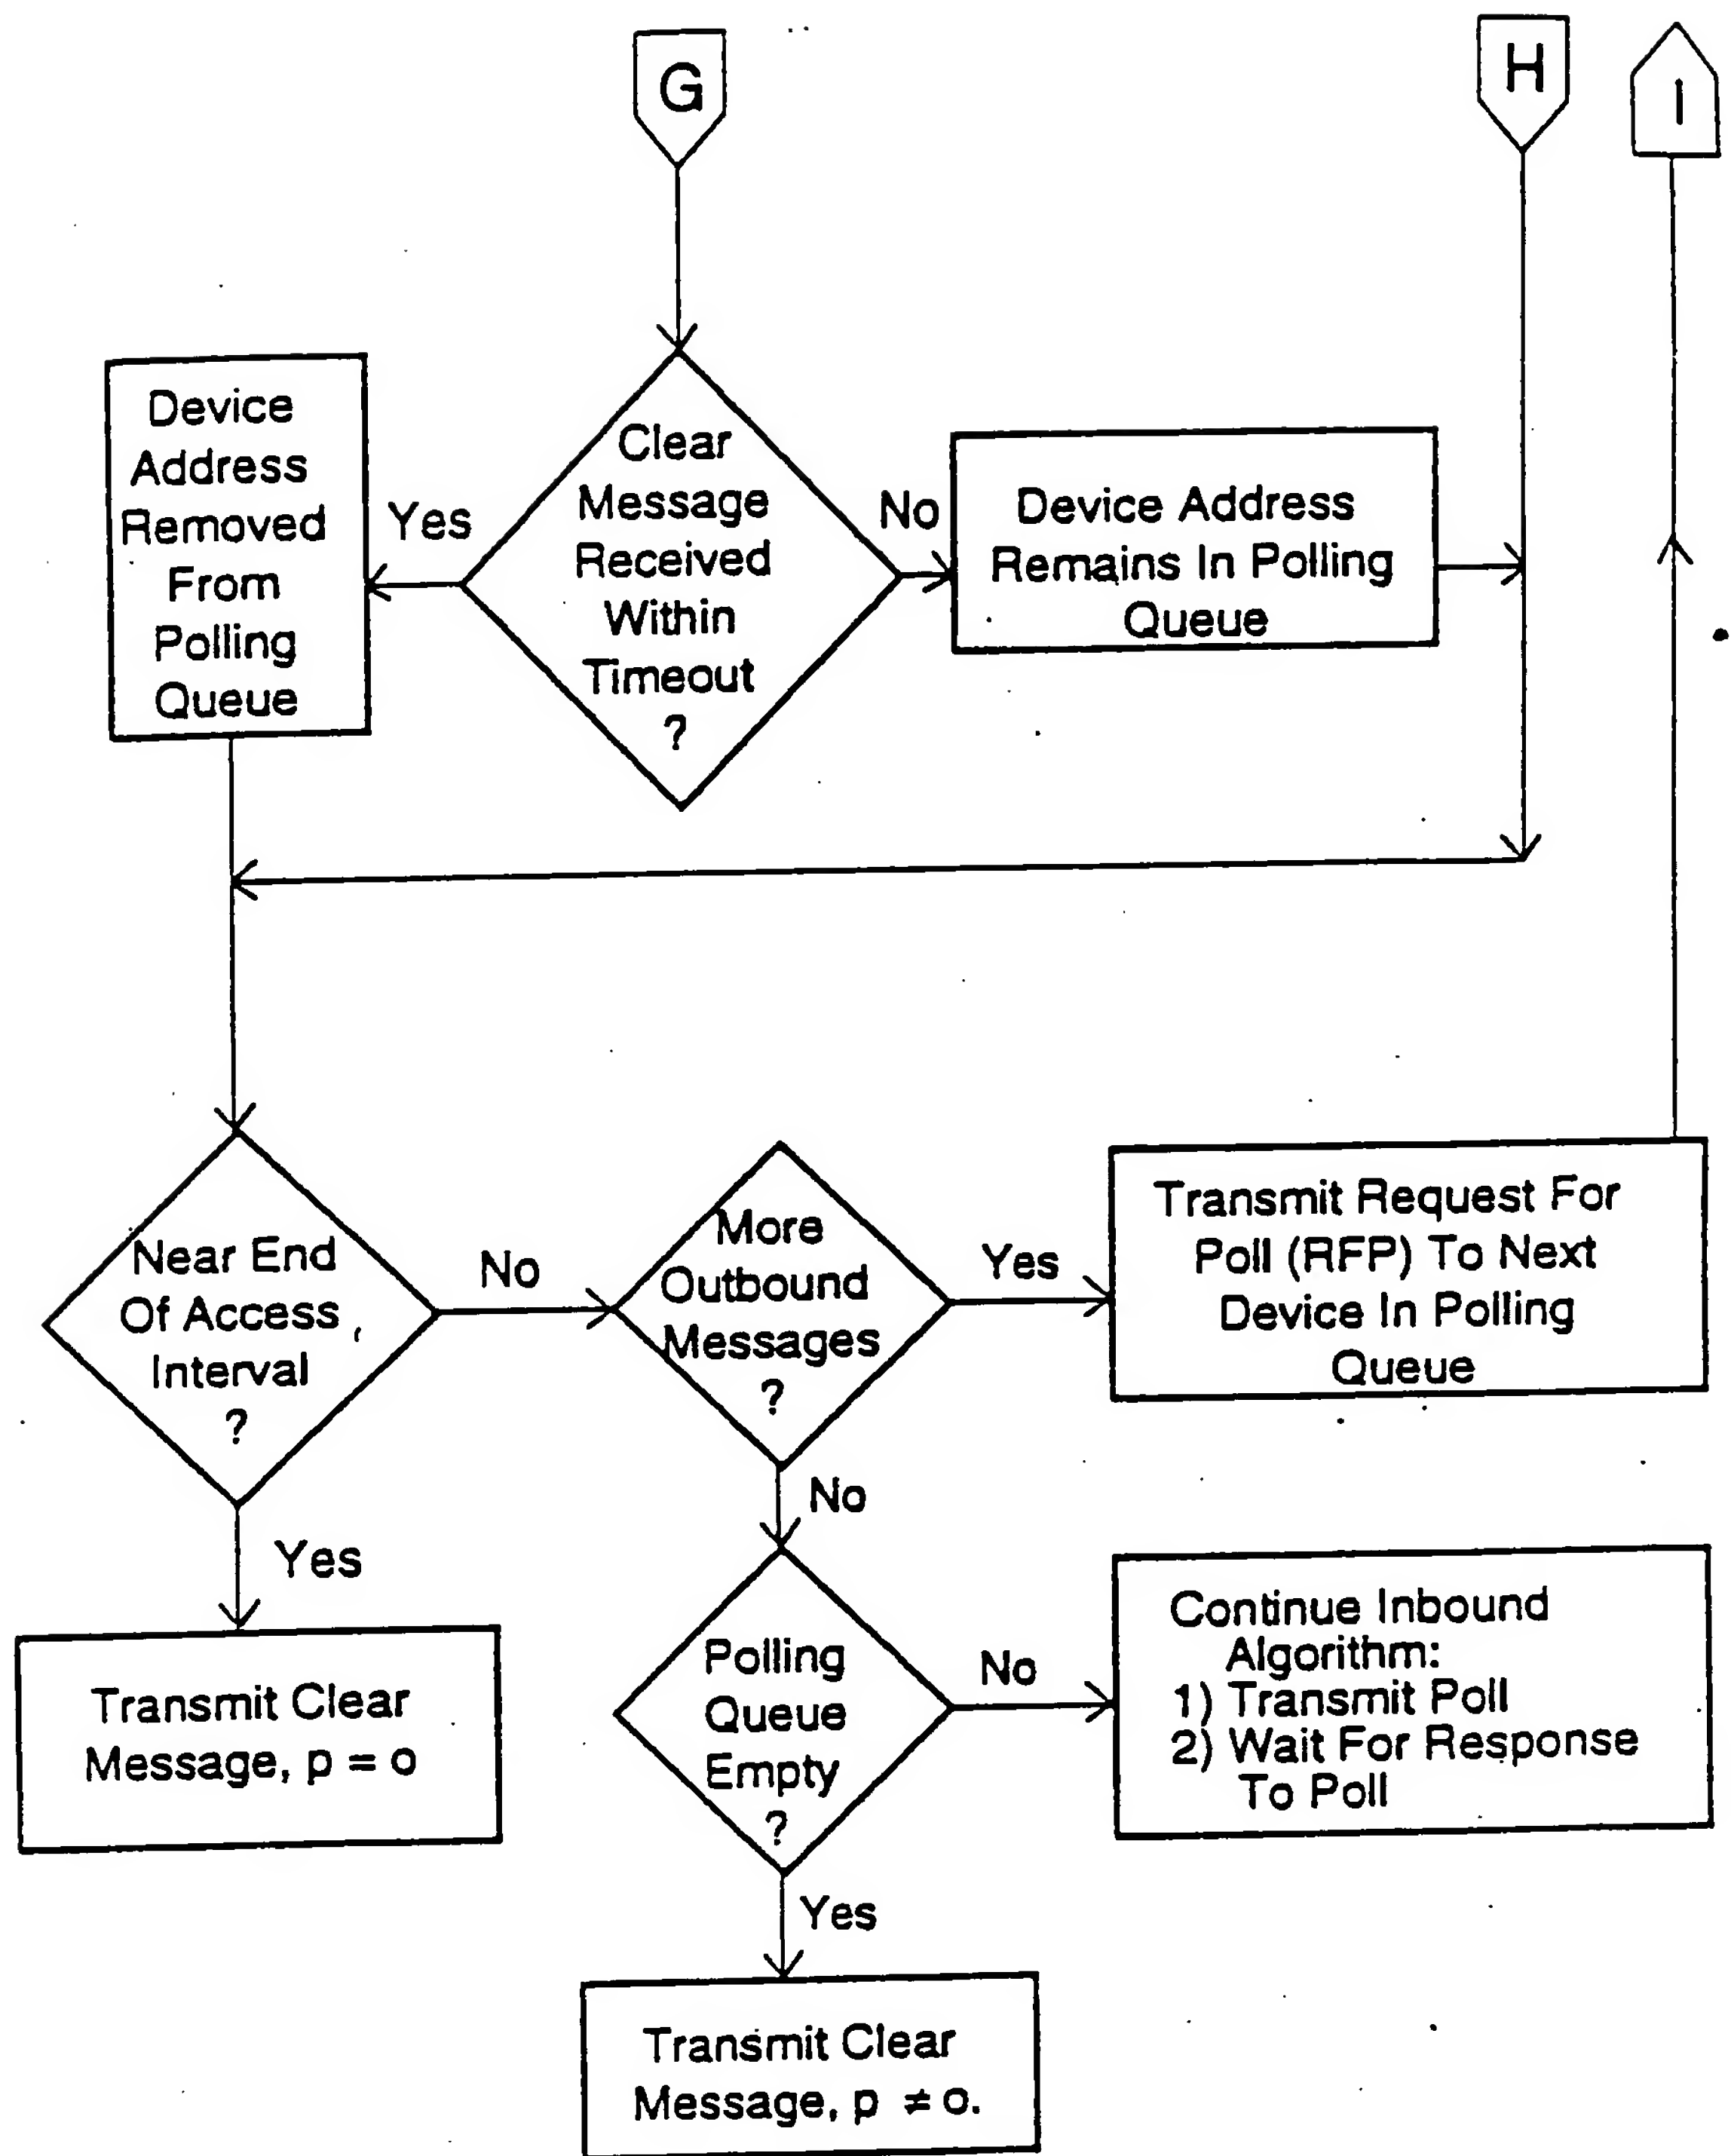 G
H
I
Device
Address
Removed
From
Polling
Queue
Yes
Clear
Message
Received
Within
Timeout
?
No
Device Address
Remains In Polling
Queue
Near End
Of Access
Interval
?
No
More
Outbound
Messages
?
Yes
Transmit Request For
Poll (RFP) To Next
Device In Polling
Queue
No
Yes
Transmit Clear
Message, p = o
Polling
Queue
Empty
?
No
Continue Inbound
Algorithm:
1) Transmit Poll
2) Wait For Response
To Poll
Yes
Transmit Clear
Message, p ≠ o.